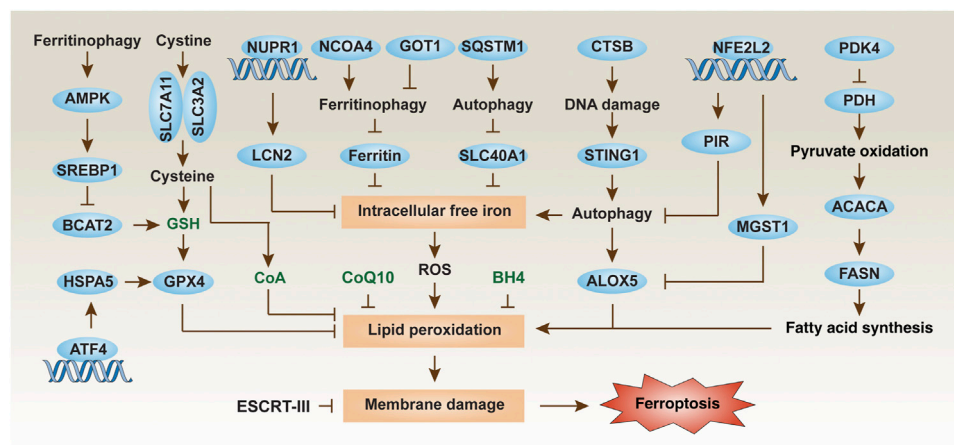 Ferritinophagy
Cystine
NUPR1
NCOA4
GOT1
SQSTM1
CTSB
NFE2L2
PDK4
AMPK
SLC7A11
SLC3A2
Ferritinophagy
Autophagy
DNA damage
PDH
PIR
LCN2
Ferritin
SLC40A1
STING1
Pyruvate oxidation
SREBP1
Cysteine
Intracellular free iron
Autophagy
ACACA
BCAT2
GSH
MGST1
HSPA5
GPX4
CoA
CoQ10
ROS
BH4
ALOX5
FASN
Lipid peroxidation
Fatty acid synthesis
ATF4
ESCRT-III
Membrane damage
Ferroptosis